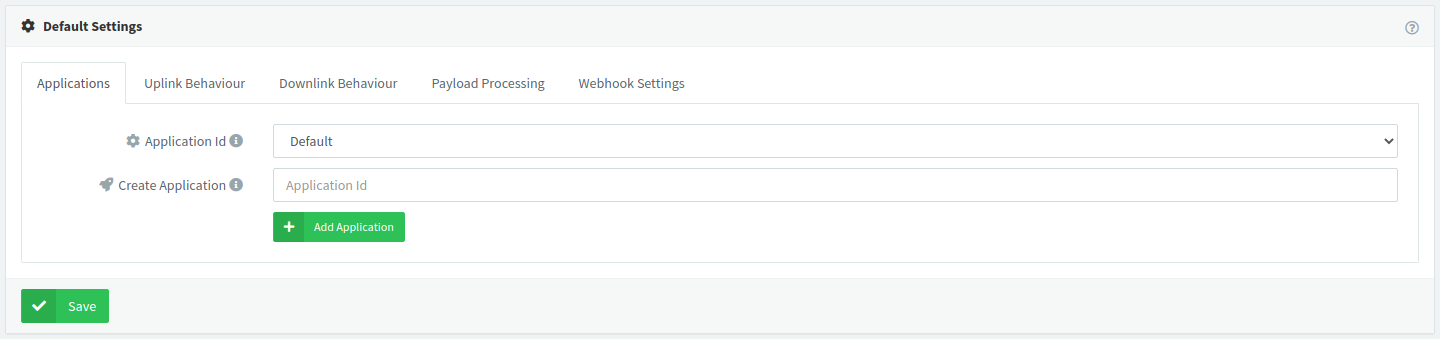 Default Settings
Applications Uplink Behaviour Downlink Behaviour Payload Processing Webhook Settings
Application Id Default
Create Application Application Id
Add Application
Save